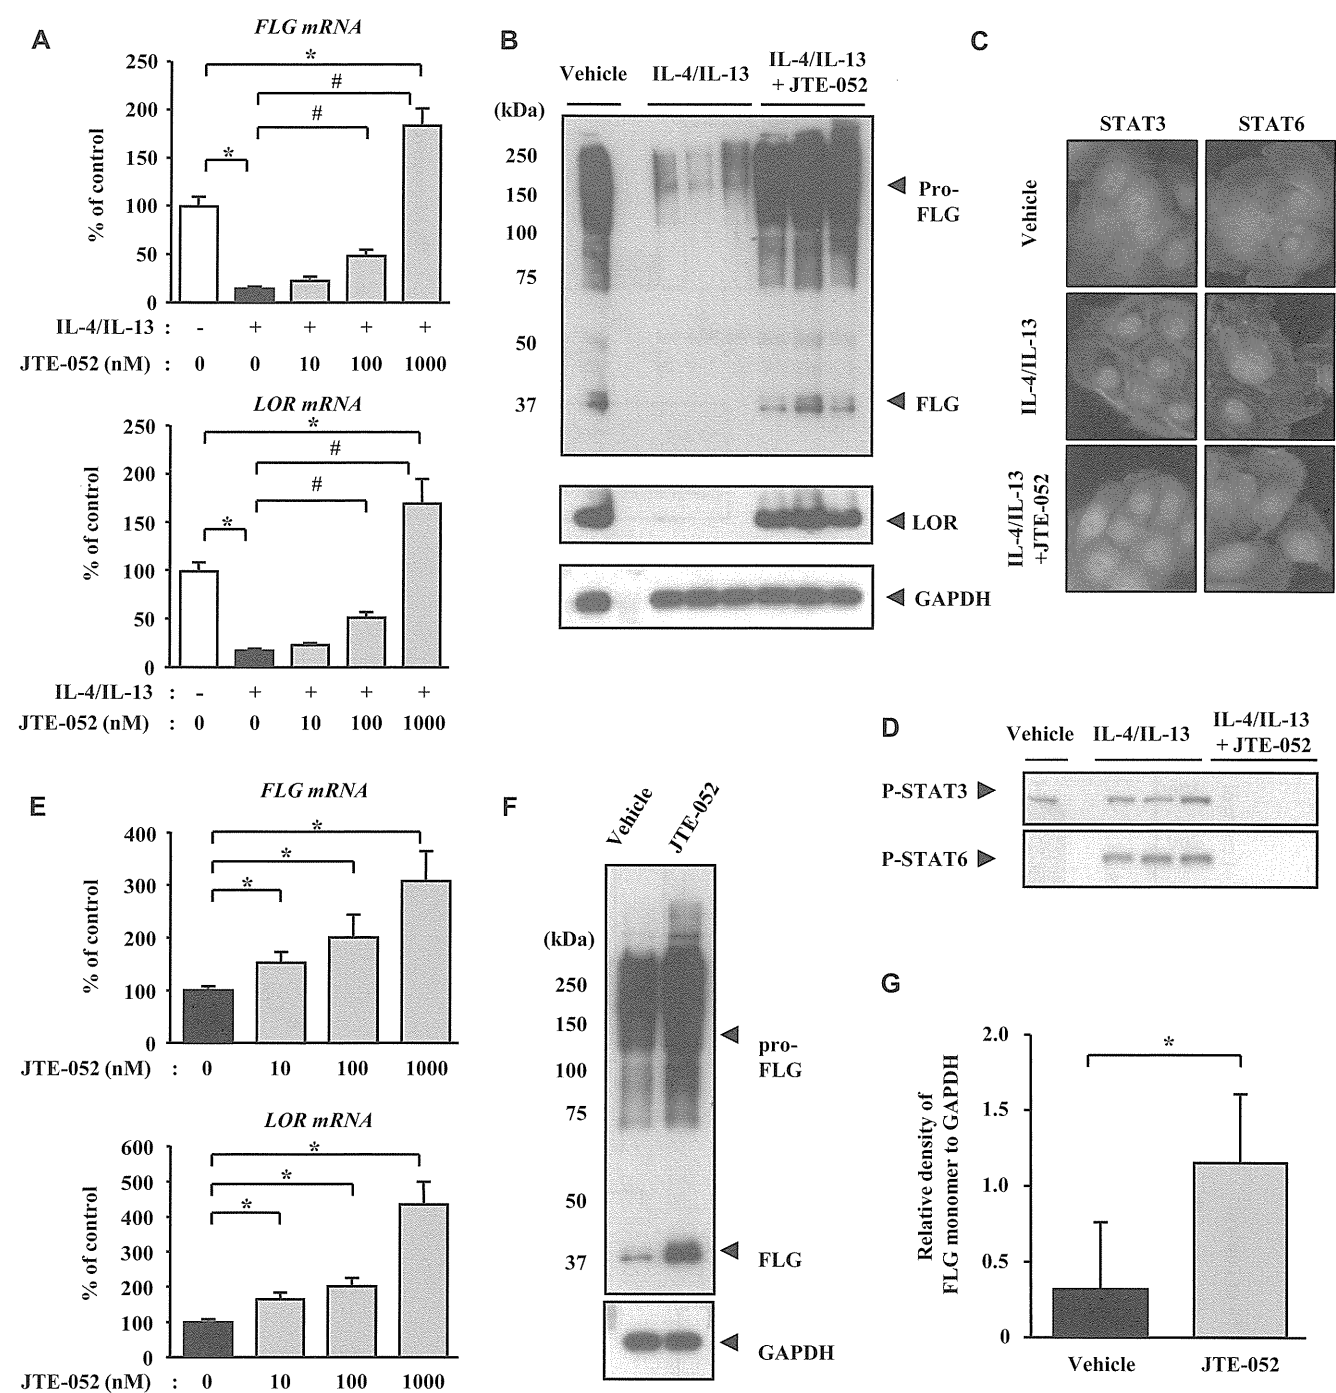 A
FLG mRNA
250
200
150
100
50
0
% of control
*
#
#
*
IL-4/IL-13 : - + + + +
JTE-052 (nM) : 0 0 10 100 1000
LOR mRNA
250
200
150
100
50
0
% of control
*
#
#
*
IL-4/IL-13 : - + + + +
JTE-052 (nM) : 0 0 10 100 1000
B
Vehicle IL-4/IL-13 IL-4/IL-13
+ JTE-052
(kDa)
250
150
100
75
50
37
Pro-
FLG
FLG
LOR
GAPDH
C
STAT3 STAT6
Vehicle
IL-4/IL-13
IL-4/IL-13
+JTE-052
D
Vehicle IL-4/IL-13 IL-4/IL-13
+ JTE-052
P-STAT3
P-STAT6
E
FLG mRNA
400
300
200
100
0
% of control
*
*
*
JTE-052 (nM) : 0 10 100 1000
LOR mRNA
600
500
400
300
200
100
0
% of control
*
*
*
JTE-052 (nM) : 0 10 100 1000
F
Vehicle JTE-052
(kDa)
250
150
100
75
50
37
pro-
FLG
FLG
GAPDH
G
2.0
1.5
1.0
0.5
0
Relative density of
FLG monomer to GAPDH
*
Vehicle JTE-052